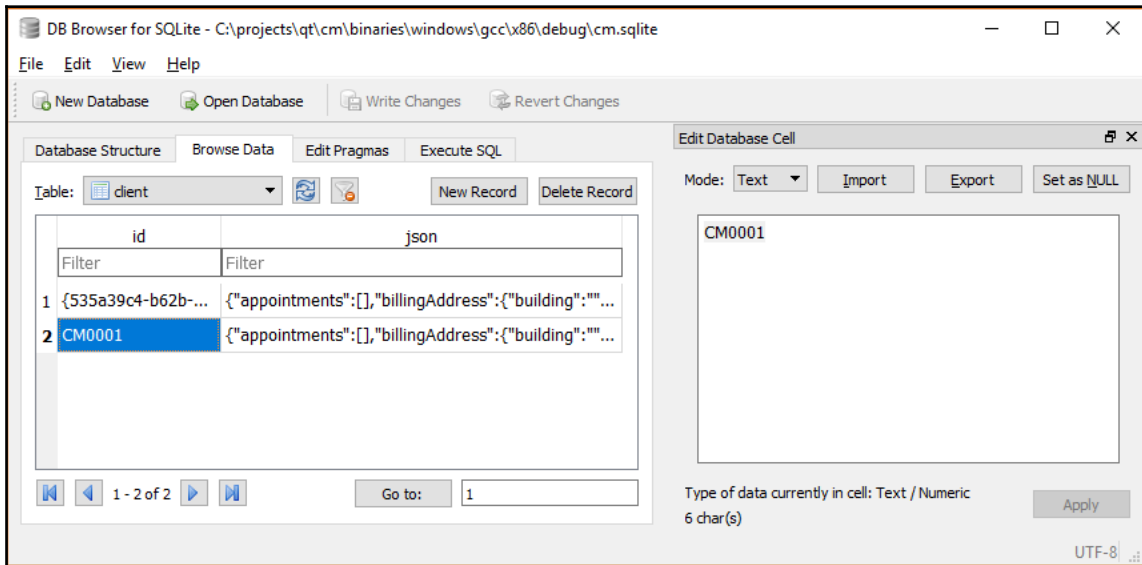 DB Browser for SQLite - C:\projects\qt\cm\binaries\windows\gcc\x86\debug\cm.sqlite
File Edit View Help
New Database Open Database Write Changes Revert Changes
Database Structure Browse Data Edit Pragmas Execute SQL
Table: client New Record Delete Record
id json
Filter Filter
1 {535a39c4-b62b-... {"appointments":[],"billingAddress":{"building":""...
2 CM0001 {"appointments":[],"billingAddress":{"building":""...
1 - 2 of 2 Go to: 1
Edit Database Cell
Mode: Text Import Export Set as NULL
CM0001
Type of data currently in cell: Text / Numeric
6 char(s)
Apply
UTF-8